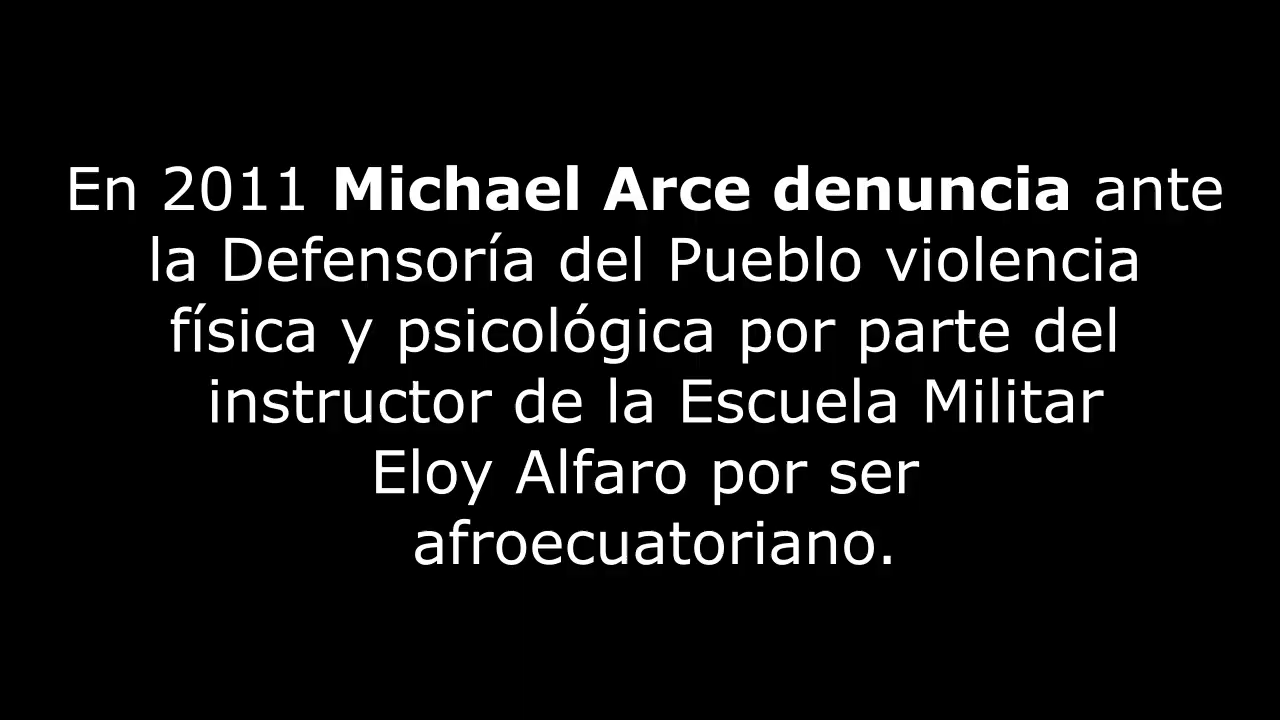 En 2011 Michael Arce denuncia ante
la Defensoría del Pueblo violencia
física y psicológica por parte del
instructor de la Escuela Militar
Eloy Alfaro por ser
afroecuatoriano.